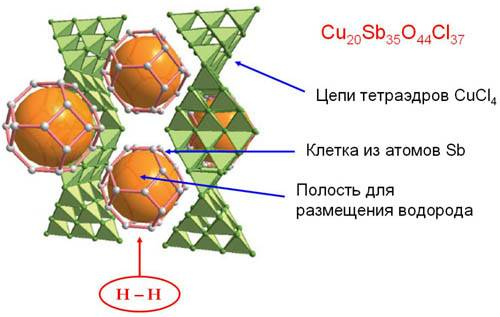 Cu20Sb35O44Cl37
Цепи тетраэдров CuCl4
Клетка из атомов Sb
Полость для
размещения водорода
H – H